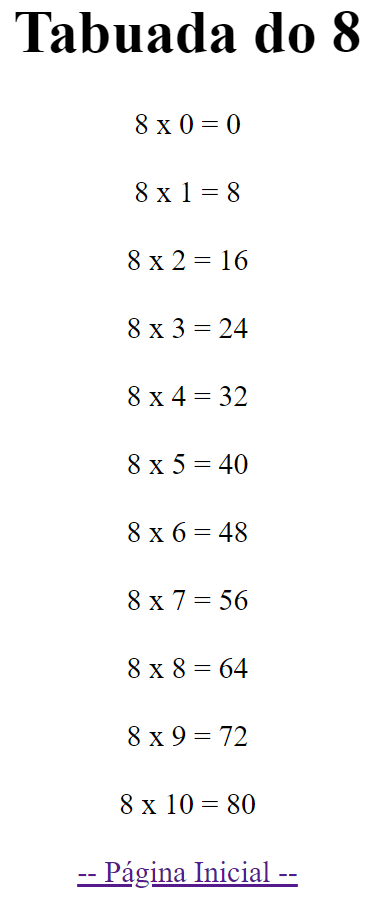 Tabuada do 8
8 x 0 = 0
8 x 1 = 8
8 x 2 = 16
8 x 3 = 24
8 x 4 = 32
8 x 5 = 40
8 x 6 = 48
8 x 7 = 56
8 x 8 = 64
8 x 9 = 72
8 x 10 = 80
-- Página Inicial --